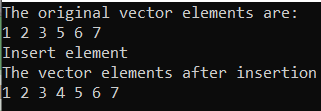 The original vector elements are:
1 2 3 5 6 7
Insert element
The vector elements after insertion
1 2 3 4 5 6 7